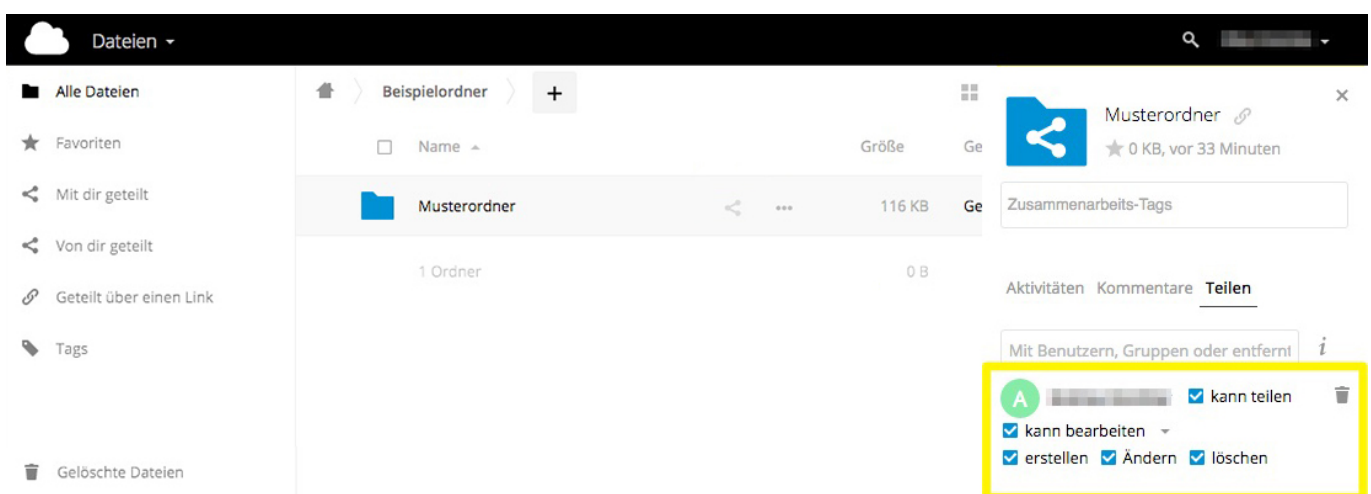 Dateien
Alle Dateien
Favoriten
Mit dir geteilt
Von dir geteilt
Geteilt über einen Link
Tags
Gelöschte Dateien
Beispielordner +
Name Größe Ge
Musterordner 116 KB Ge
1 Ordner 0 B
Musterordner
0 KB, vor 33 Minuten
Zusammenarbeits-Tags
Aktivitäten Kommentare Teilen
Mit Benutzern, Gruppen oder entfernt i
A kann teilen
kann bearbeiten
erstellen Ändern löschen